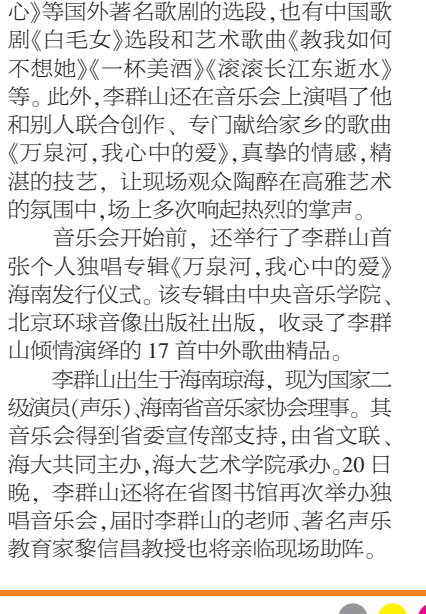 心》等国外著名歌剧的选段,也有中国歌
剧《白毛女》选段和艺术歌曲《教我如何
不想她》《一杯美酒》《滚滚长江东逝水》
等。此外,李群山还在音乐会上演唱了他
和别人联合创作、专门献给家乡的歌曲
《万泉河,我心中的爱》,真挚的情感,精
湛的技艺，让现场观众陶醉在高雅艺术
的氛围中,场上多次响起热烈的掌声。
音乐会开始前，还举行了李群山首
张个人独唱专辑《万泉河,我心中的爱》
海南发行仪式。该专辑由中央音乐学院、
北京环球音像出版社出版，收录了李群
山倾情演绎的 17 首中外歌曲精品。
李群山出生于海南琼海，现为国家二
级演员(声乐)、海南省音乐家协会理事。其
音乐会得到省委宣传部支持,由省文联、
海大共同主办,海大艺术学院承办。20 日
晚，李群山还将在省图书馆再次举办独
唱音乐会,届时李群山的老师、著名声乐
教育家黎信昌教授也将亲临现场助阵。